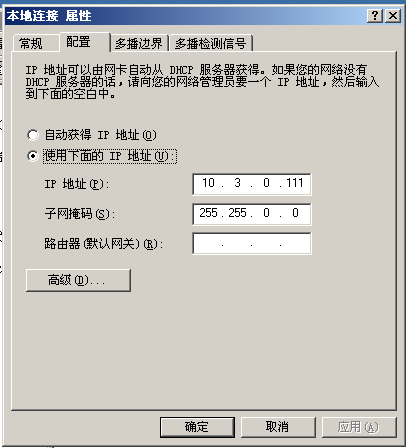 本地连接 属性
常规 配置 多播边界 多播检测信号
IP 地址可以由网卡自动从 DHCP 服务器获得。如果您的网络没有
DHCP 服务器的话，请向您的网络管理员要一个 IP 地址，然后输入
到下面的空白中。
自动获得 IP 地址(O)
使用下面的 IP 地址(U):
IP 地址(P): 10 . 3 . 0 . 111
子网掩码(S): 255 . 255 . 0 . 0
路由器(默认网关)(R): . . .
高级(D)...
确定 取消 应用(A)